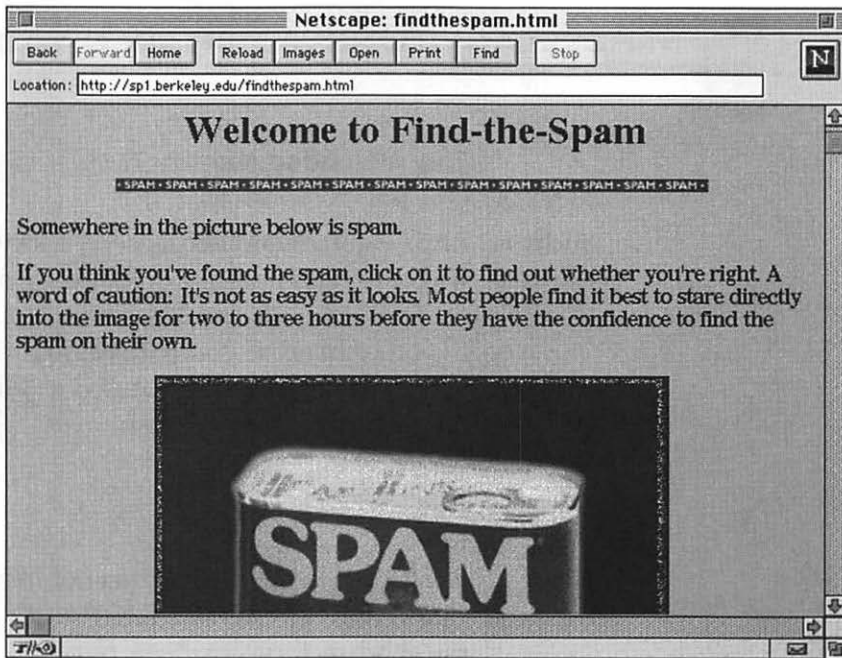 Netscape: findthespam.html
Back Forward Home Reload Images Open Print Find Stop
N
Location: http://sp1.berkeley.edu/findthespam.html
Welcome to Find-the-Spam
• SPAM • SPAM • SPAM • SPAM • SPAM • SPAM • SPAM • SPAM • SPAM • SPAM • SPAM • SPAM • SPAM • SPAM •
Somewhere in the picture below is spam.
If you think you've found the spam, click on it to find out whether you're right. A
word of caution: It's not as easy as it looks. Most people find it best to stare directly
into the image for two to three hours before they have the confidence to find the
spam on their own.
SPAM